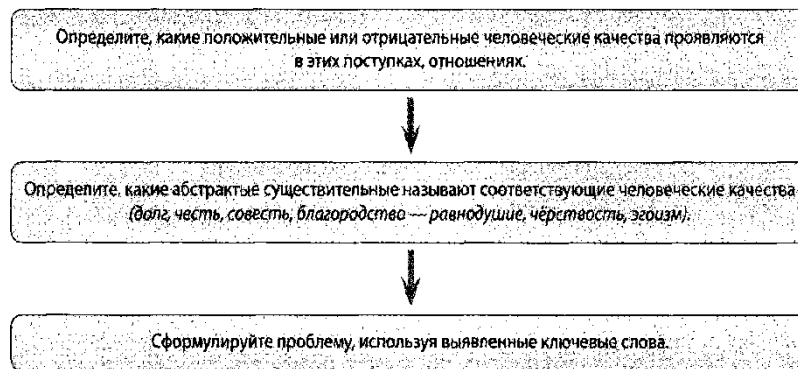 Определите, какие положительные или отрицательные человеческие качества проявляются
в этих поступках, отношениях.
Определите, какие абстрактые существительные называют соответствующие человеческие качества
(долг, честь, совесть, благородство — равнодушие, чёрствость, эгоизм).
Сформулируйте проблему, используя выявленные ключевые слова.